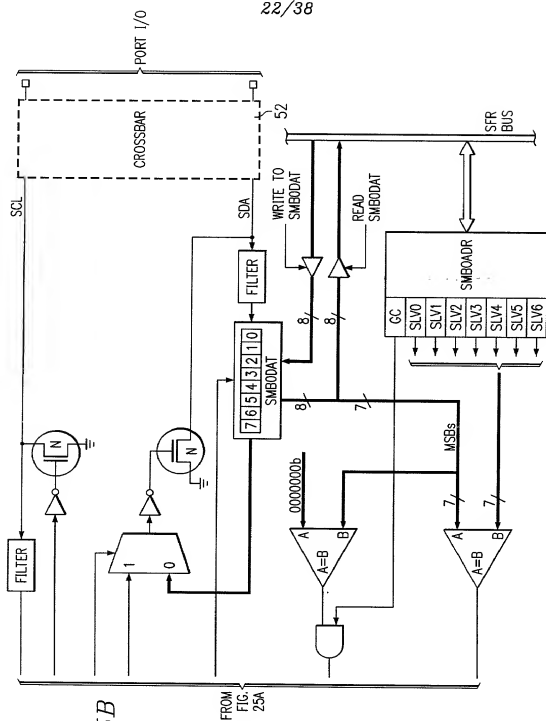 22/38
PORT I/O
CROSSBAR
52
SCL
SDA
SFR
BUS
WRITE TO
SMB0DAT
READ
SMB0DAT
FILTER
FILTER
N
N
1
0
7 6 5 4 3 2 1 0
SMB0DAT
8
8
8
7
MSBs
SMB0ADR
GC
SLV0
SLV1
SLV2
SLV3
SLV4
SLV5
SLV6
0000000b
A
B
A=B
7
7
A
B
A=B
FROM
FIG.
25A
5B